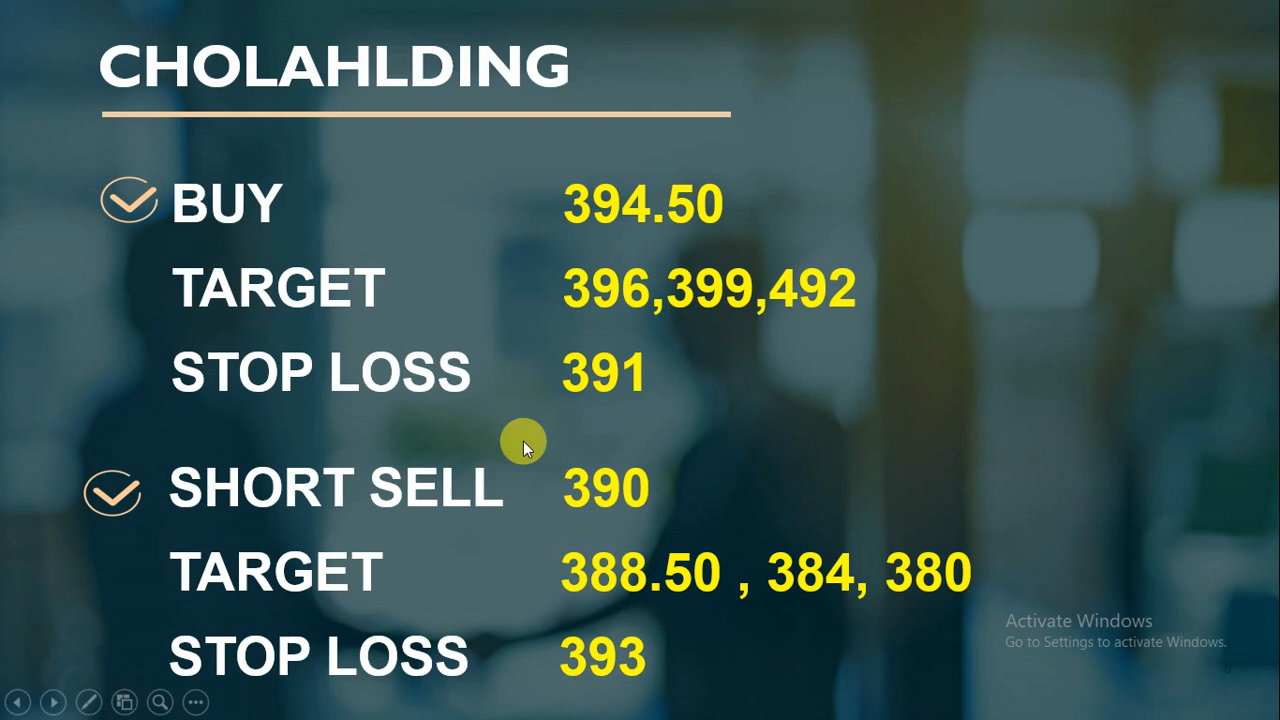 CHOLAHLDING
BUY 394.50
TARGET 396,399,492
STOP LOSS 391
SHORT SELL 390
TARGET 388.50 , 384, 380
STOP LOSS 393
Activate Windows
Go to Settings to activate Windows.